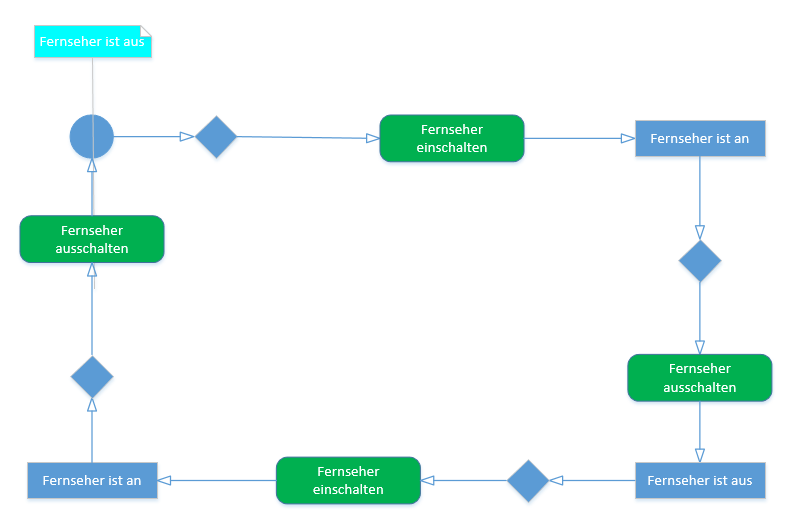 Fernseher ist aus
Fernseher
einschalten
Fernseher ist an
Fernseher
ausschalten
Fernseher
ausschalten
Fernseher ist an
Fernseher
einschalten
Fernseher ist aus